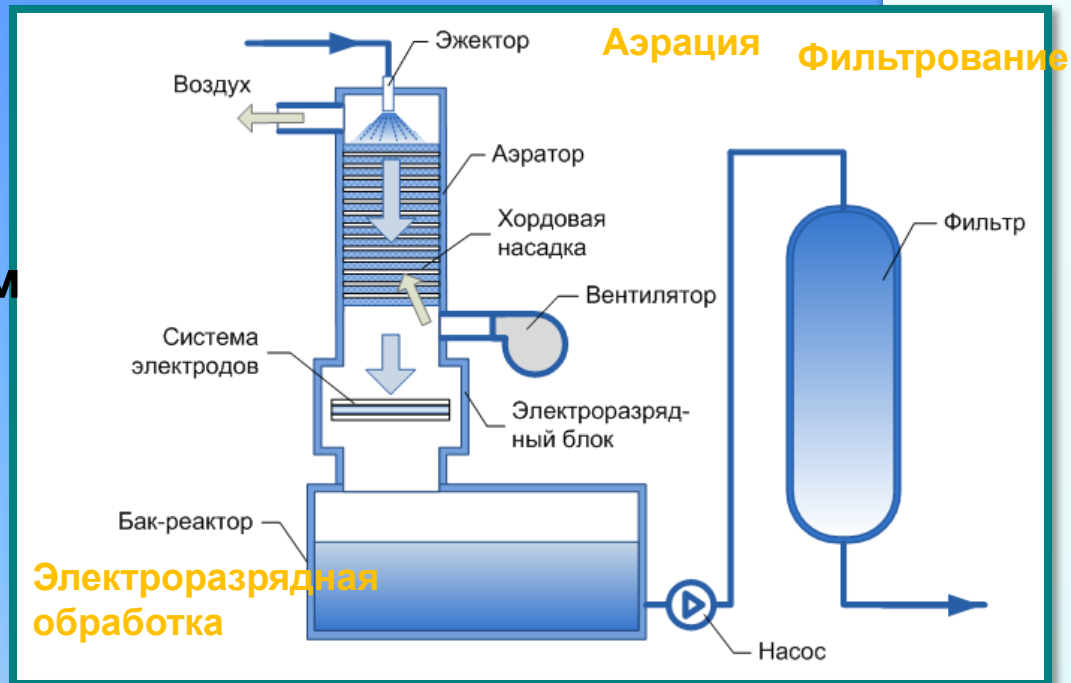 Эжектор
Аэрация
Фильтрование
Воздух
Аэратор
Хордовая
насадка
Фильтр
м
Вентилятор
Система
электродов
Электроразряд-
ный блок
Бак-реактор
Электроразрядная
обработка
Насос